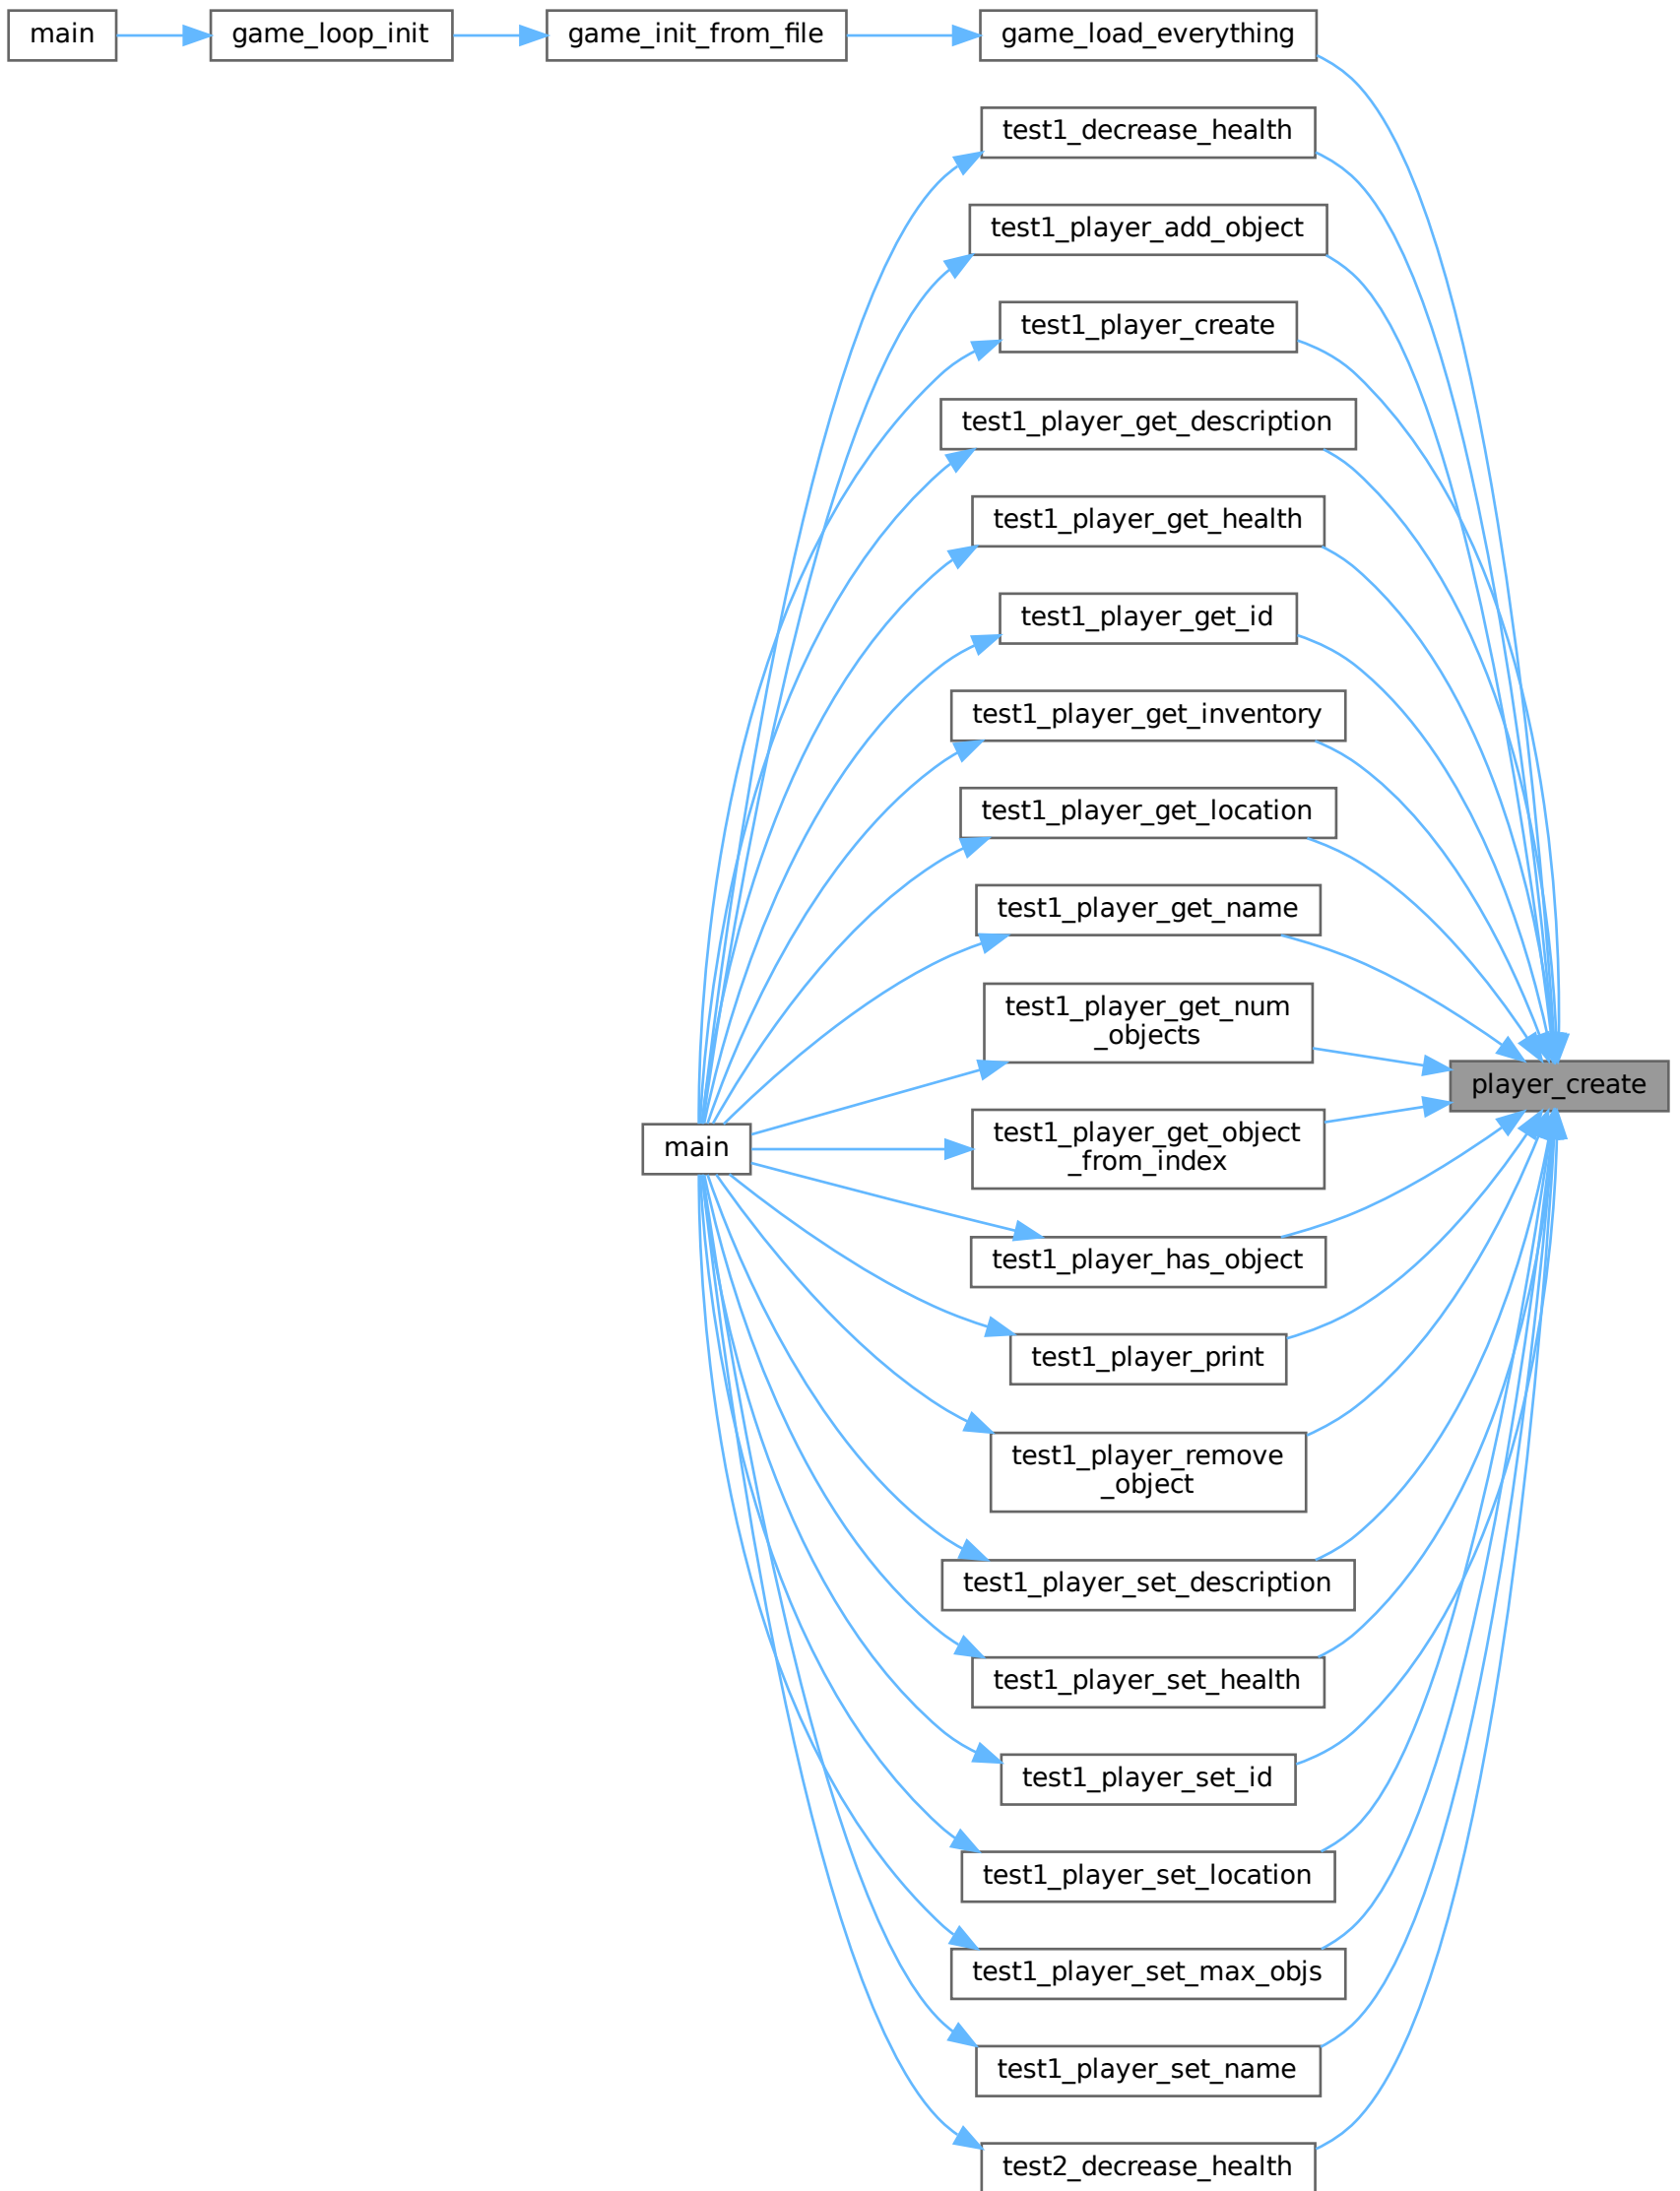 main
game_loop_init
game_init_from_file
game_load_everything
test1_decrease_health
test1_player_add_object
test1_player_create
test1_player_get_description
test1_player_get_health
test1_player_get_id
test1_player_get_inventory
test1_player_get_location
test1_player_get_name
test1_player_get_num
_objects
player_create
main
test1_player_get_object
_from_index
test1_player_has_object
test1_player_print
test1_player_remove
_object
test1_player_set_description
test1_player_set_health
test1_player_set_id
test1_player_set_location
test1_player_set_max_objs
test1_player_set_name
test2_decrease_health